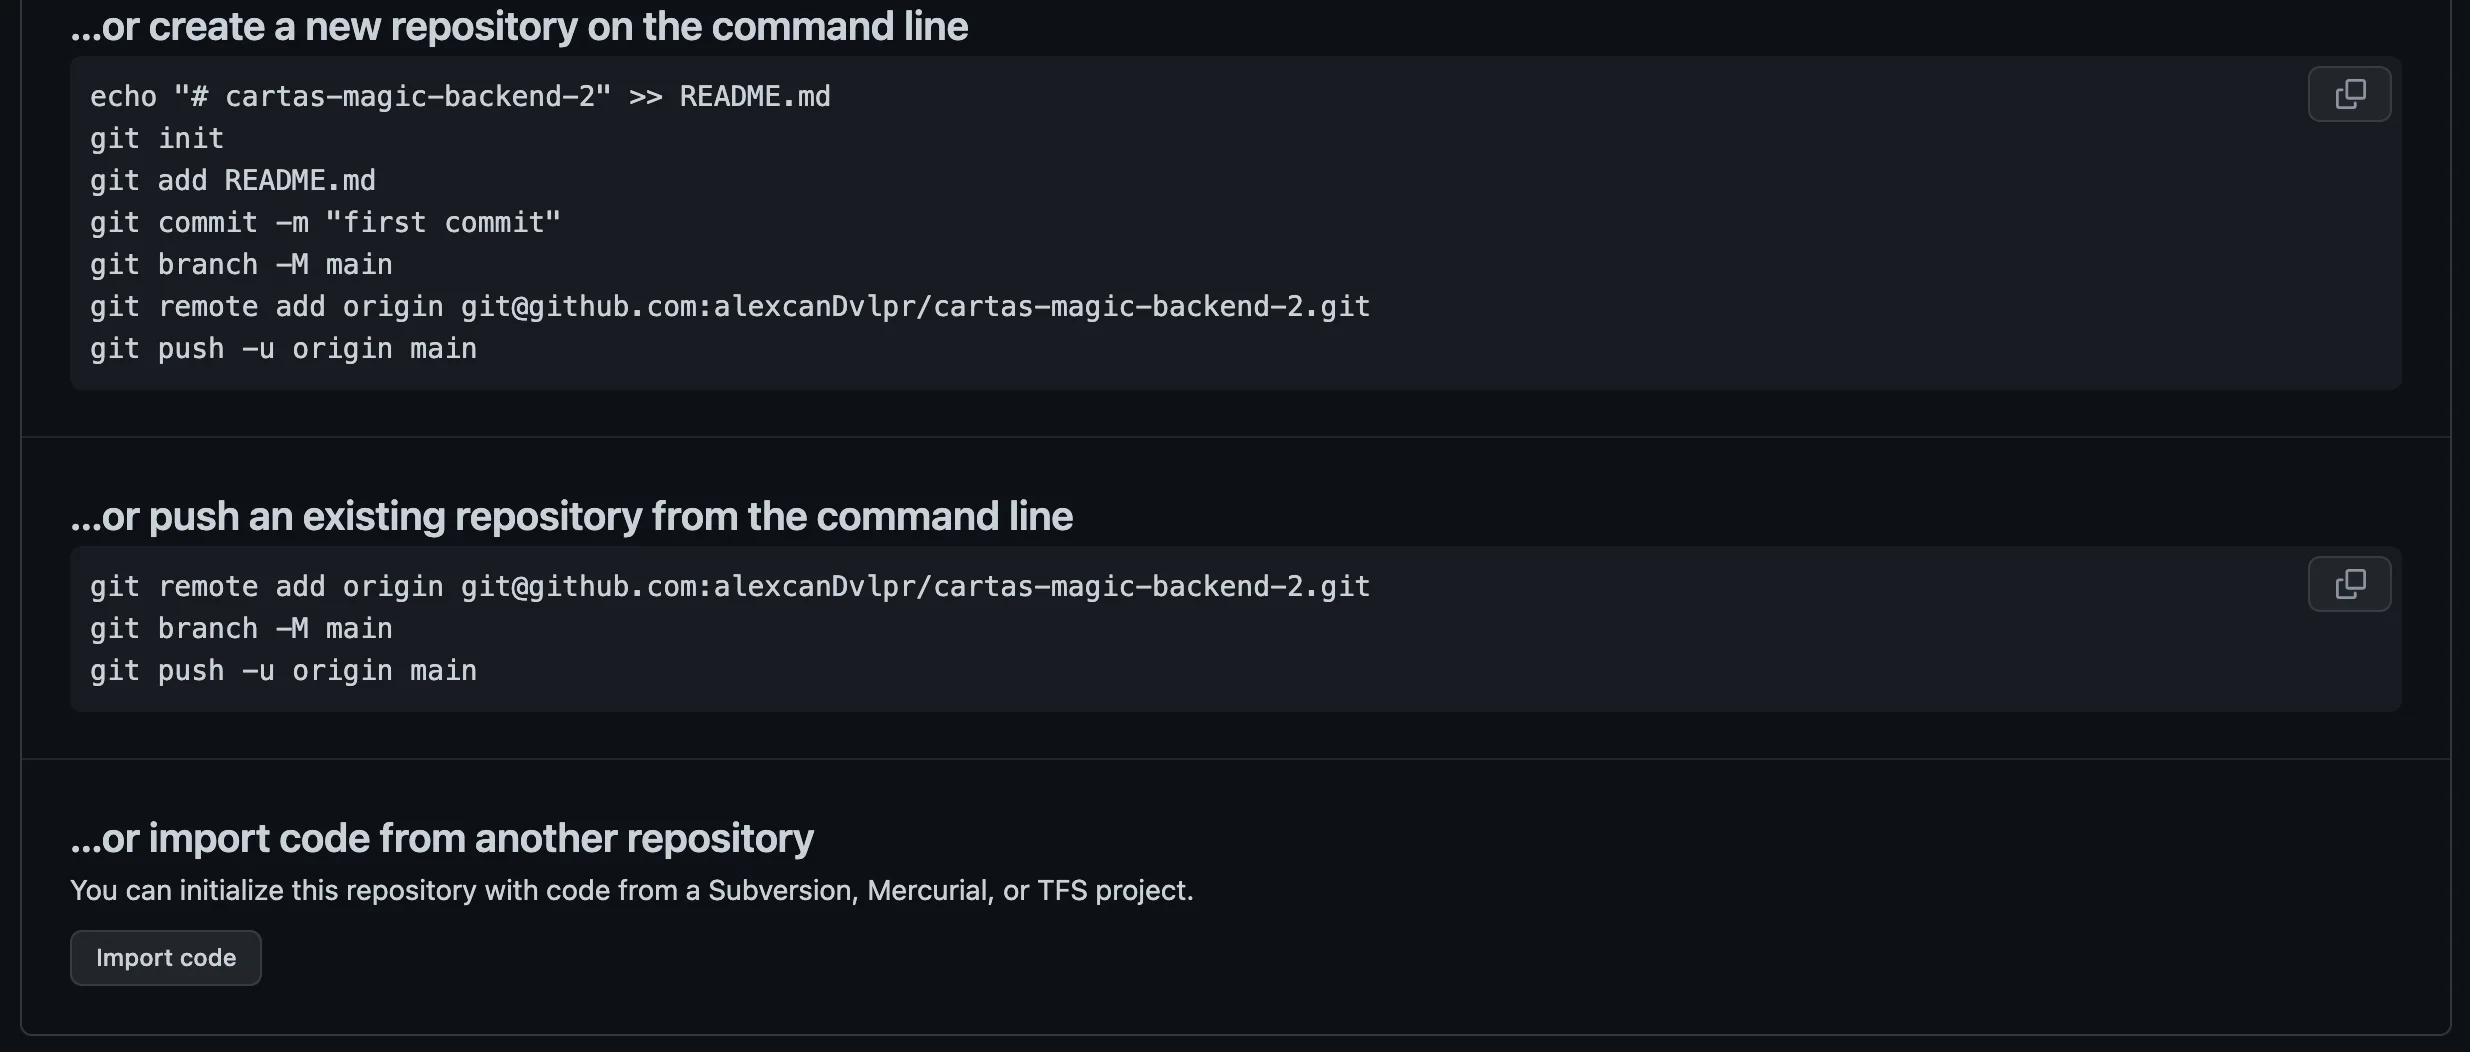 ...or create a new repository on the command line
echo "# cartas-magic-backend-2" >> README.md
git init
git add README.md
git commit -m "first commit"
git branch -M main
git remote add origin git@github.com:alexcanDvlpr/cartas-magic-backend-2.git
git push -u origin main
...or push an existing repository from the command line
git remote add origin git@github.com:alexcanDvlpr/cartas-magic-backend-2.git
git branch -M main
git push -u origin main
...or import code from another repository
You can initialize this repository with code from a Subversion, Mercurial, or TFS project.
Import code